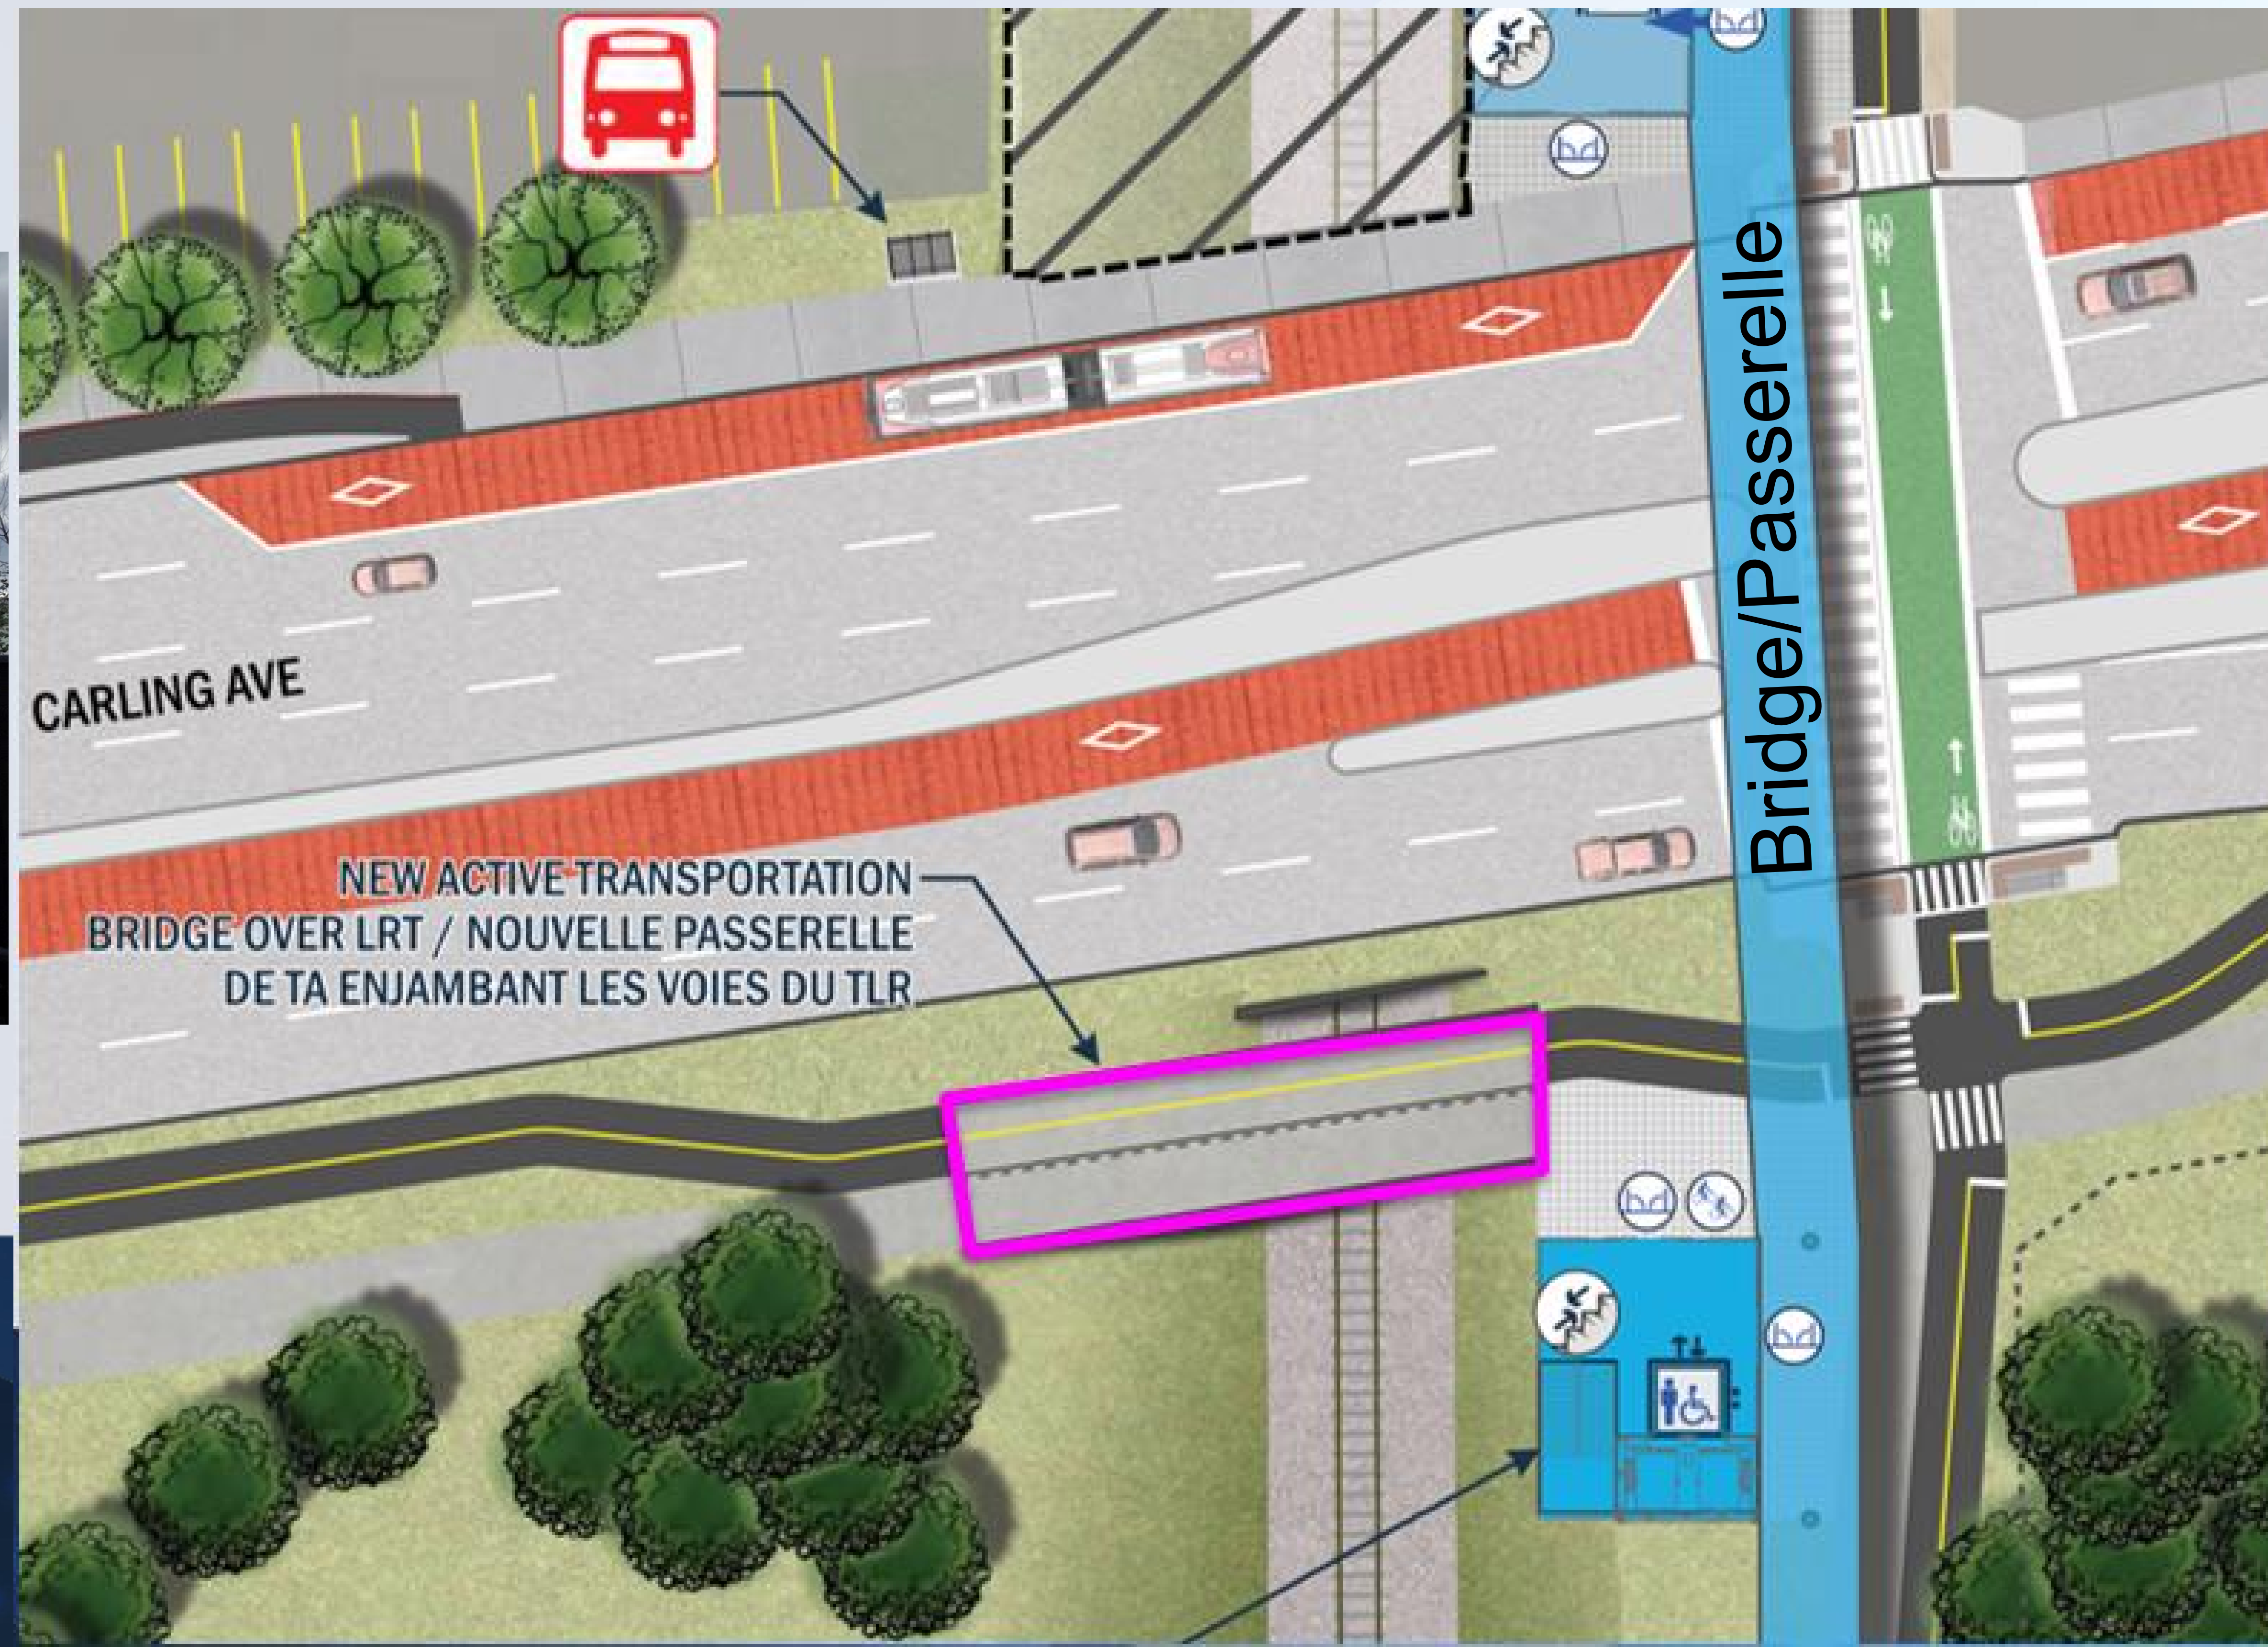 Bridge/Passerelle
CARLING AVE
NEW ACTIVE TRANSPORTATION
BRIDGE OVER LRT / NOUVELLE PASSERELLE
DE TA ENJAMBANT LES VOIES DU TLR